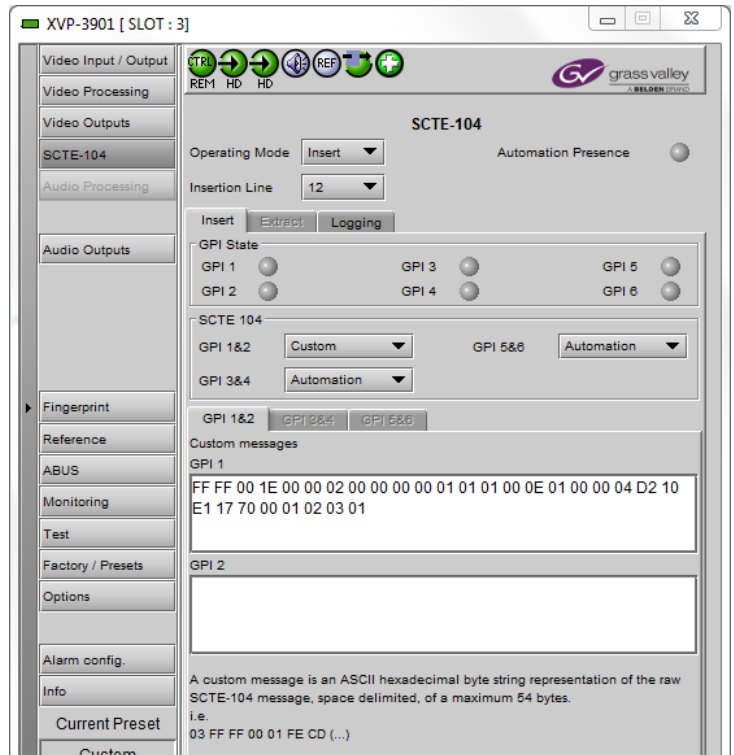 XVP-3901 [ SLOT : 3]
Video Input / Output
Video Processing
Video Outputs
SCTE-104
Audio Processing
Audio Outputs
Fingerprint
Reference
ABUS
Monitoring
Test
Factory / Presets
Options
Alarm config.
Info
Current Preset
Custom
CTRL REF
REM HD HD
GV grass valley
A BELDEN BRAND
SCTE-104
Operating Mode Insert Automation Presence
Insertion Line 12
Insert Extract Logging
GPI State
GPI 1 GPI 3 GPI 5
GPI 2 GPI 4 GPI 6
SCTE 104
GPI 1&2 Custom GPI 5&6 Automation
GPI 3&4 Automation
GPI 1&2 GPI 3&4 GPI 5&6
Custom messages
GPI 1
FF FF 00 1E 00 00 02 00 00 00 00 01 01 01 00 0E 01 00 00 04 D2 10
E1 17 70 00 01 02 03 01
GPI 2
A custom message is an ASCII hexadecimal byte string representation of the raw
SCTE-104 message, space delimited, of a maximum 54 bytes.
i.e.
03 FF FF 00 01 FE CD (...)